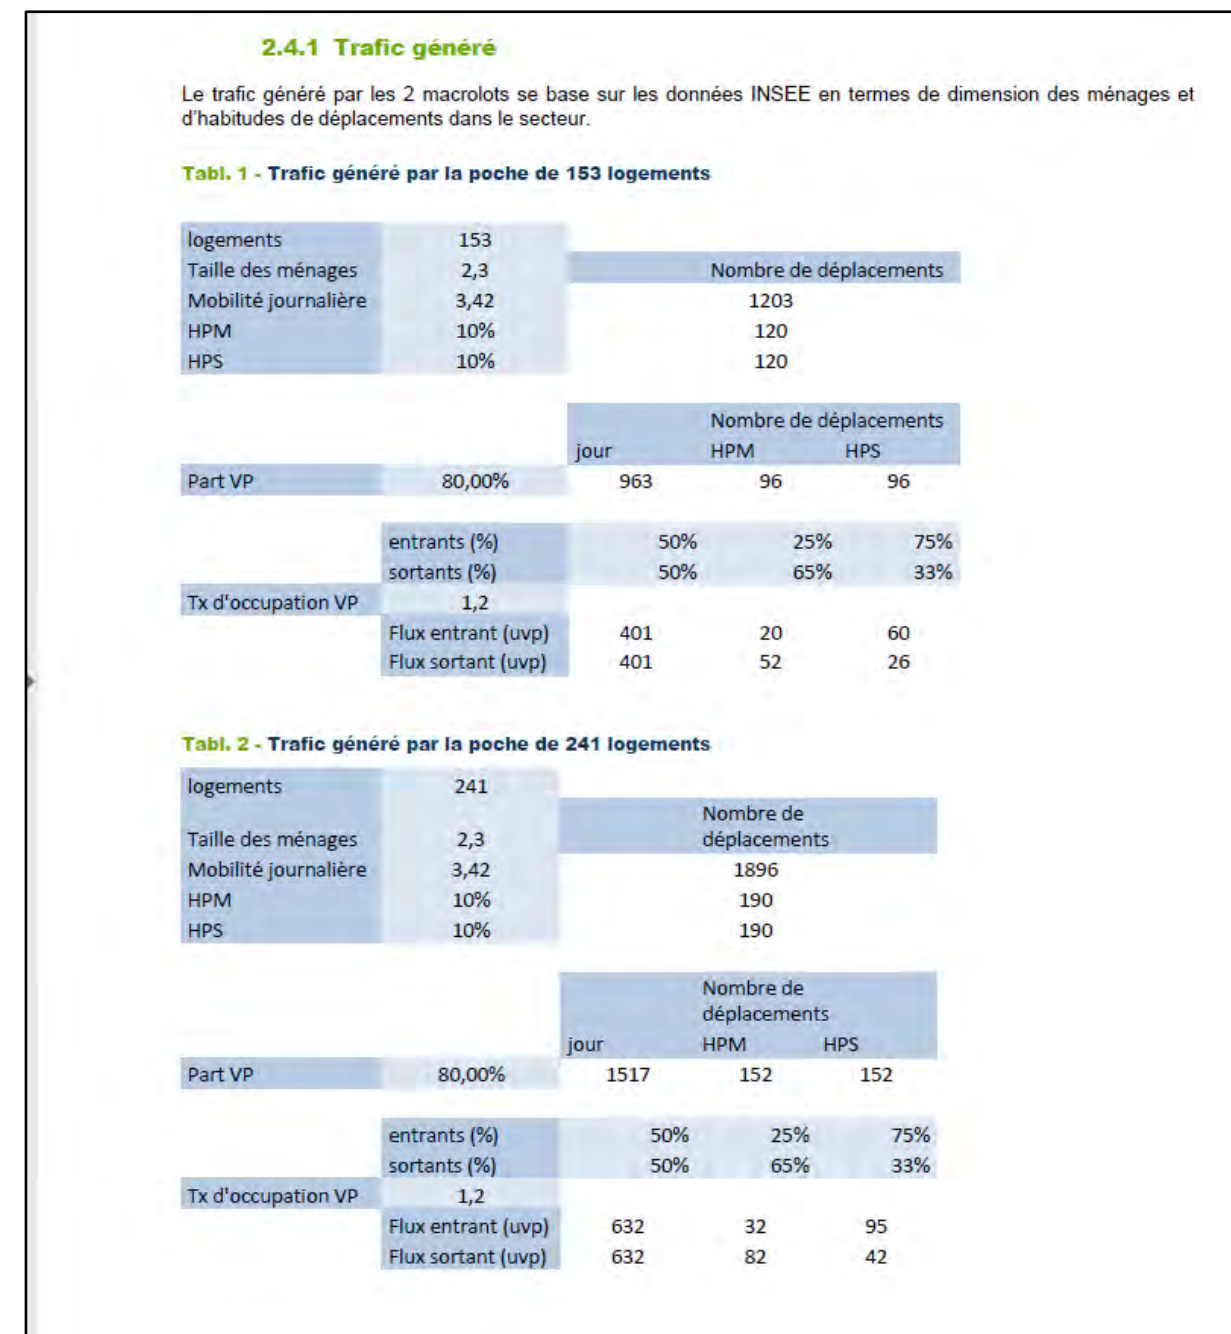 2.4.1 Trafic généré
Le trafic généré par les 2 macrolots se base sur les données INSEE en termes de dimension des ménages et
d'habitudes de déplacements dans le secteur.
Tabl. 1 - Trafic généré par la poche de 153 logements
logements 153
Taille des ménages 2,3 Nombre de déplacements
Mobilité journalière 3,42 1203
HPM 10% 120
HPS 10% 120
Nombre de déplacements
jour HPM HPS
Part VP 80,00% 963 96 96
entrants (%) 50% 25% 75%
sortants (%) 50% 65% 33%
Tx d'occupation VP 1,2
Flux entrant (uvp) 401 20 60
Flux sortant (uvp) 401 52 26
Tabl. 2 - Trafic généré par la poche de 241 logements
logements 241
Nombre de
Taille des ménages 2,3 déplacements
Mobilité journalière 3,42 1896
HPM 10% 190
HPS 10% 190
Nombre de
déplacements
jour HPM HPS
Part VP 80,00% 1517 152 152
entrants (%) 50% 25% 75%
sortants (%) 50% 65% 33%
Tx d'occupation VP 1,2
Flux entrant (uvp) 632 32 95
Flux sortant (uvp) 632 82 42